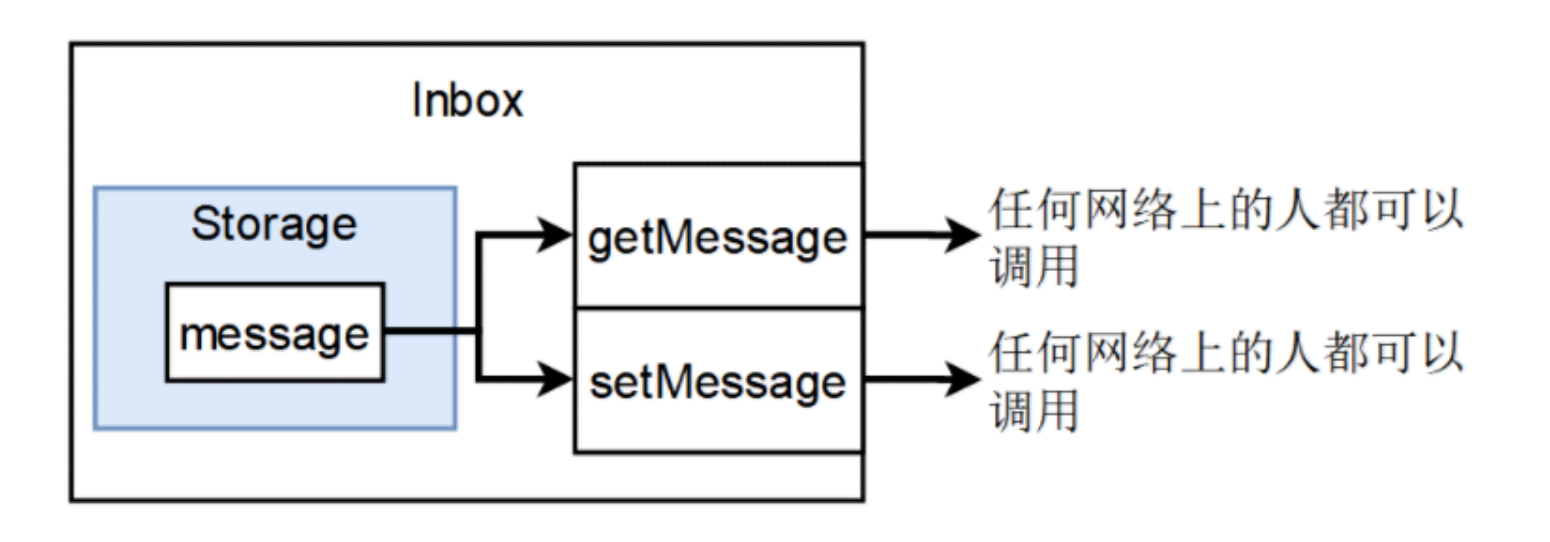 Inbox
Storage
message
getMessage
任何网络上的人都可以
调用
setMessage
任何网络上的人都可以
调用